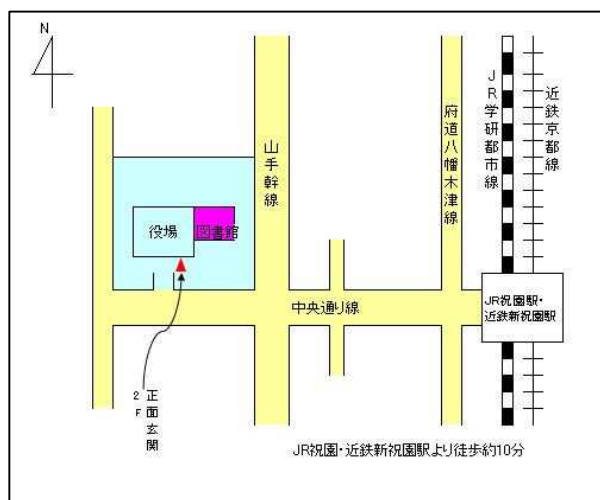 N
山手幹線
府道八幡木津線
JR学研都市線
近鉄京都線
役場
図書館
中央通り線
JR祝園駅・
近鉄新祝園駅
正面玄関
2F
JR祝園・近鉄新祝園駅より徒歩約10分